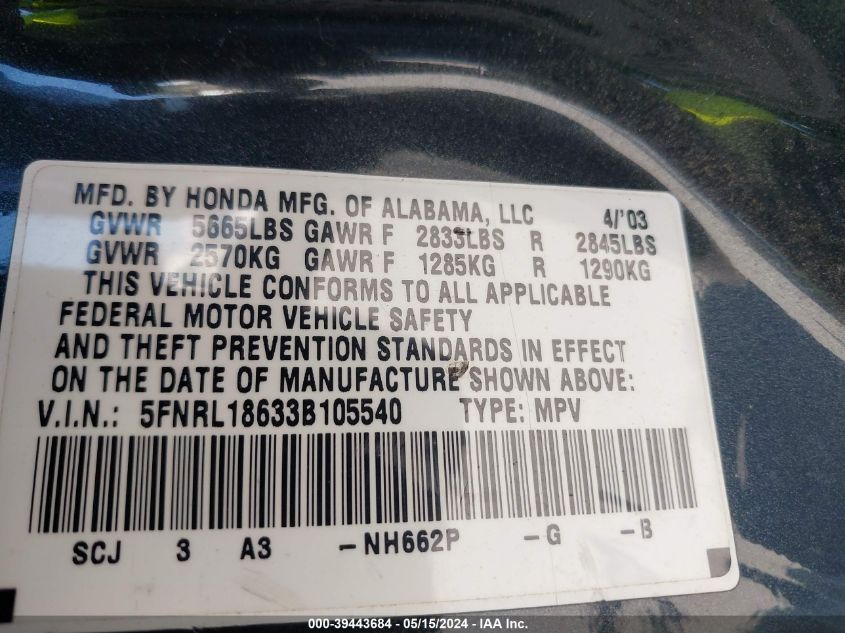 MFD. BY HONDA MFG. OF ALABAMA, LLC 4/'03
GVWR 5665LBS GAWR F 2833LBS R 2845LBS
GVWR 2570KG GAWR F 1285KG R 1290KG
THIS VEHICLE CONFORMS TO ALL APPLICABLE
FEDERAL MOTOR VEHICLE SAFETY
AND THEFT PREVENTION STANDARDS IN EFFECT
ON THE DATE OF MANUFACTURE SHOWN ABOVE:
V.I.N.: 5FNRL18633B105540 TYPE: MPV
SCJ 3 A3 –NH662P –G –B
000-39443684 - 05/15/2024 - IAA Inc.